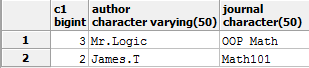 c1 author journal
bigint character varying(50) character(50)
1 3 Mr.Logic OOP Math
2 2 James.T Math101